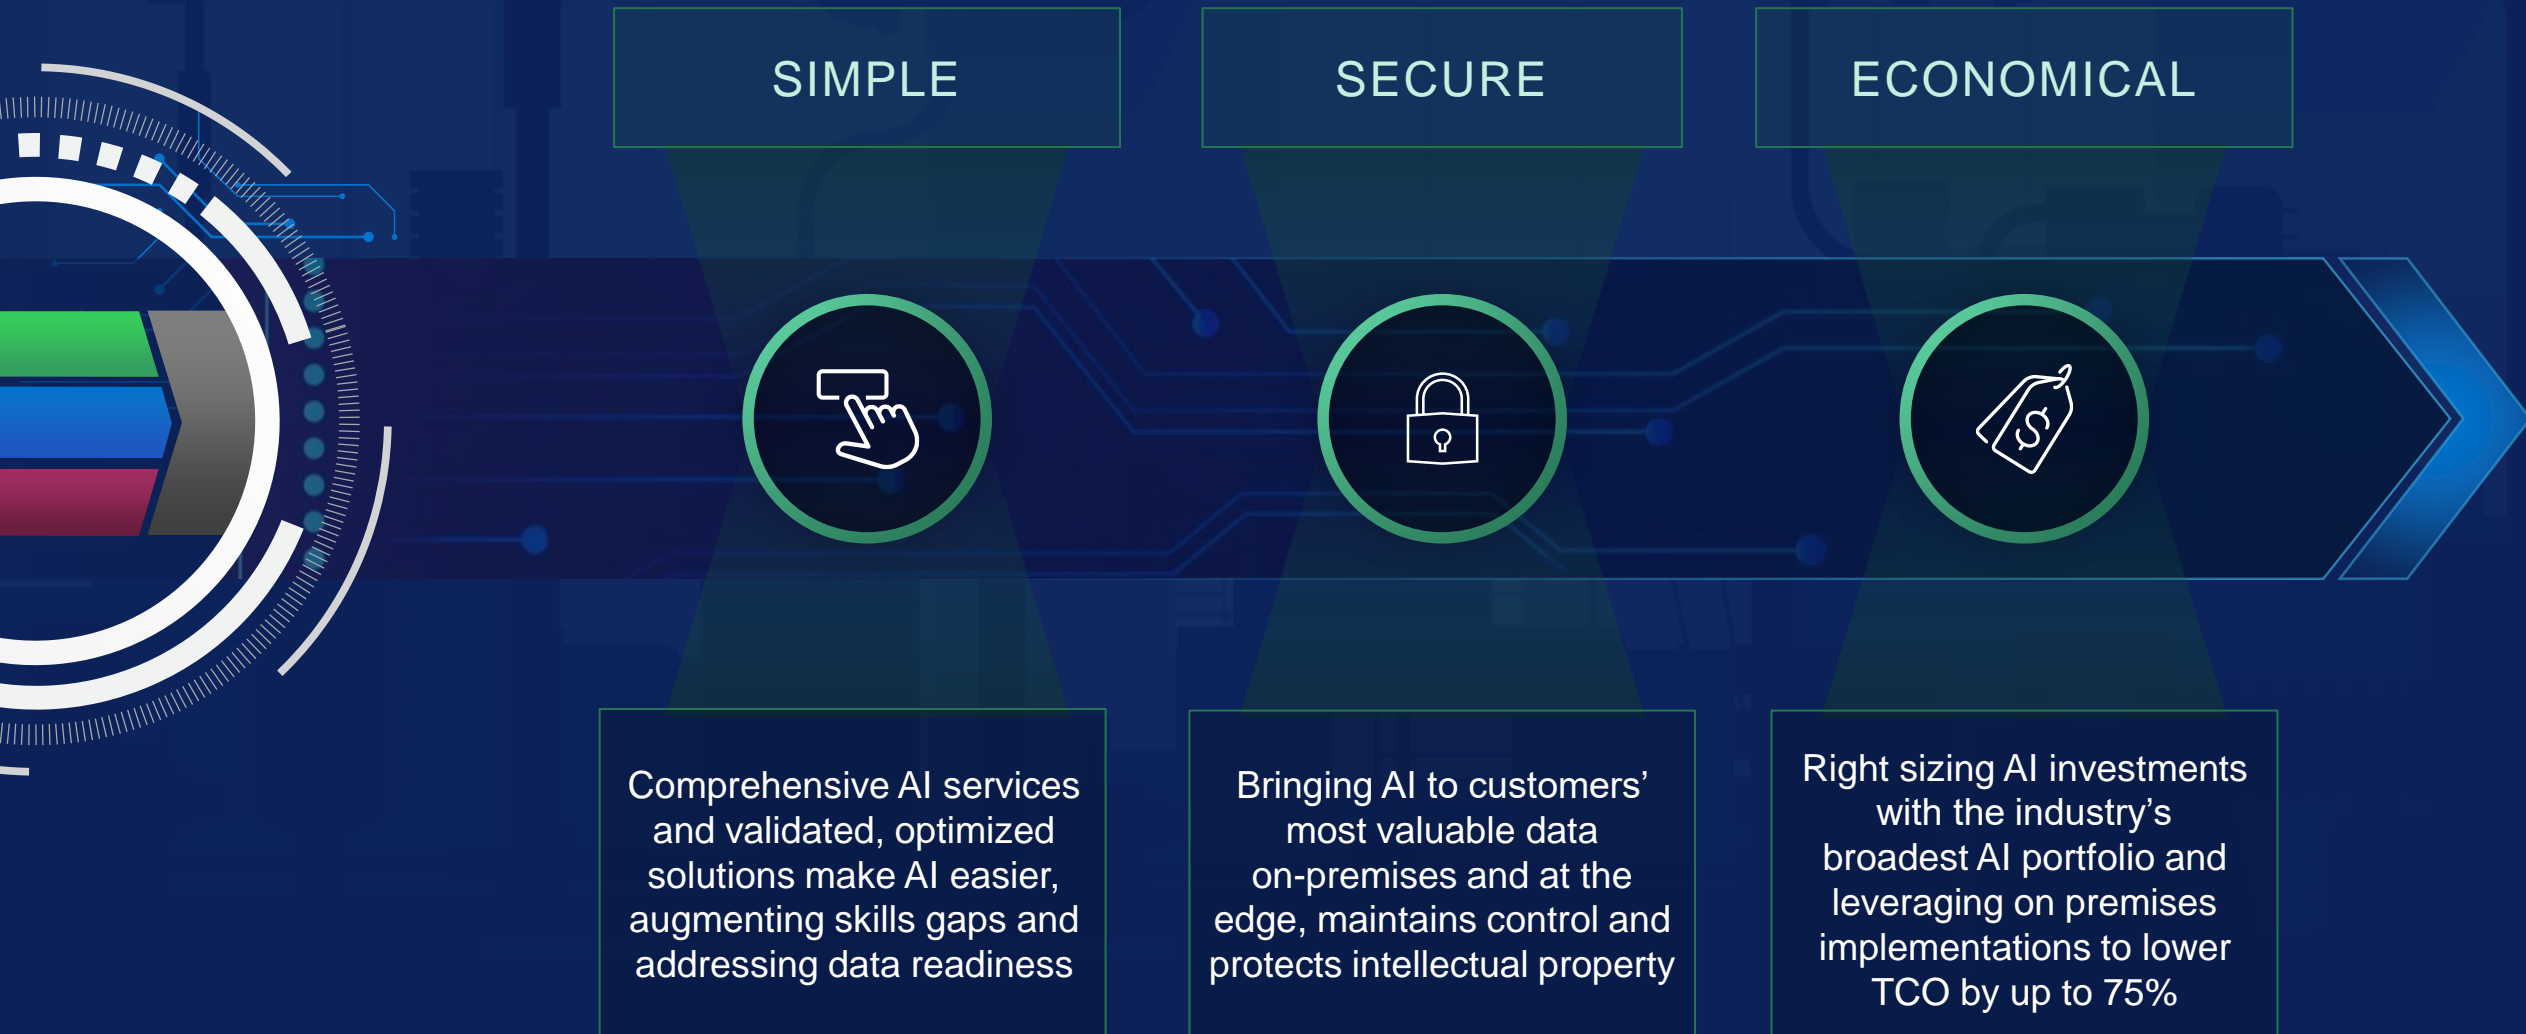 SIMPLE
SECURE
ECONOMICAL
Comprehensive AI services
and validated, optimized
solutions make AI easier,
augmenting skills gaps and
addressing data readiness
Bringing AI to customers’
most valuable data
on-premises and at the
edge, maintains control and
protects intellectual property
Right sizing AI investments
with the industry’s
broadest AI portfolio and
leveraging on premises
implementations to lower
TCO by up to 75%